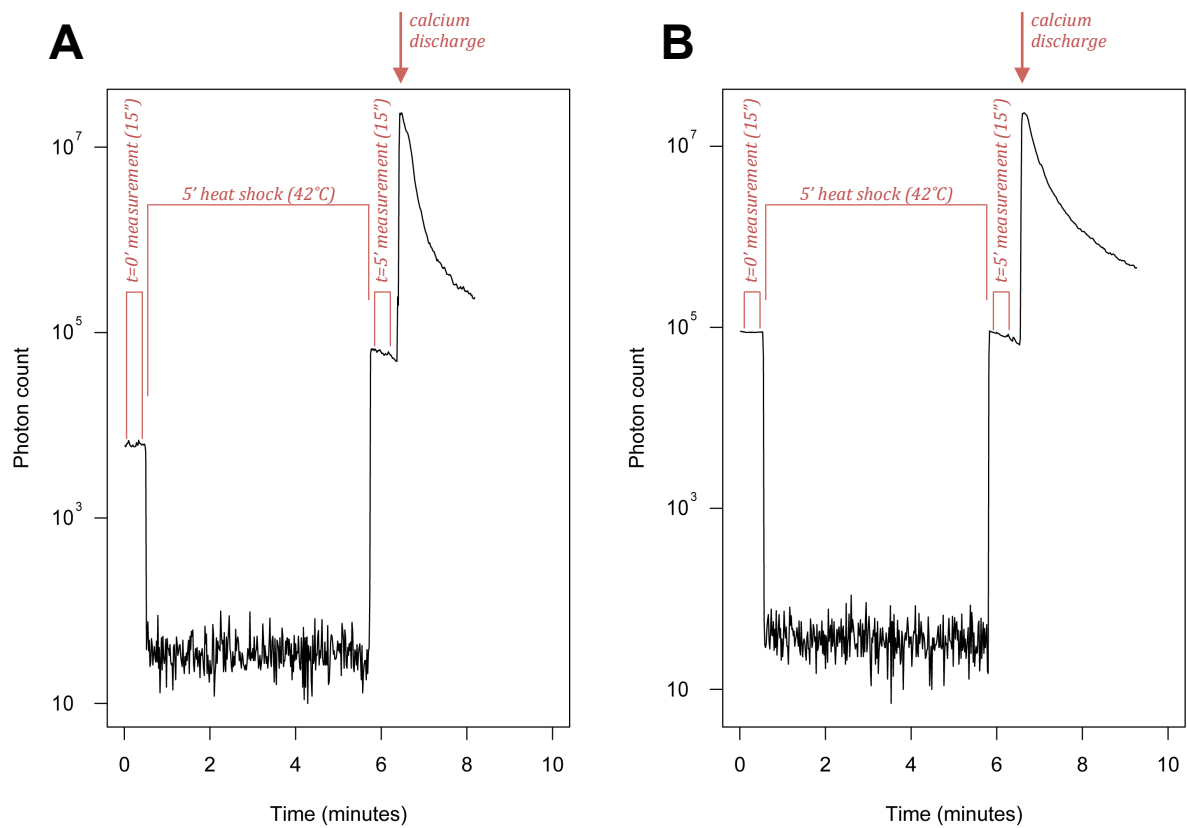 A
calcium
discharge
t=0' measurement (15")
5' heat shock (42°C)
t=5' measurement (15")
10^7
10^5
10^3
10
Photon count
0 2 4 6 8 10
Time (minutes)
B
calcium
discharge
t=0' measurement (15")
5' heat shock (42°C)
t=5' measurement (15")
10^7
10^5
10^3
10
Photon count
0 2 4 6 8 10
Time (minutes)